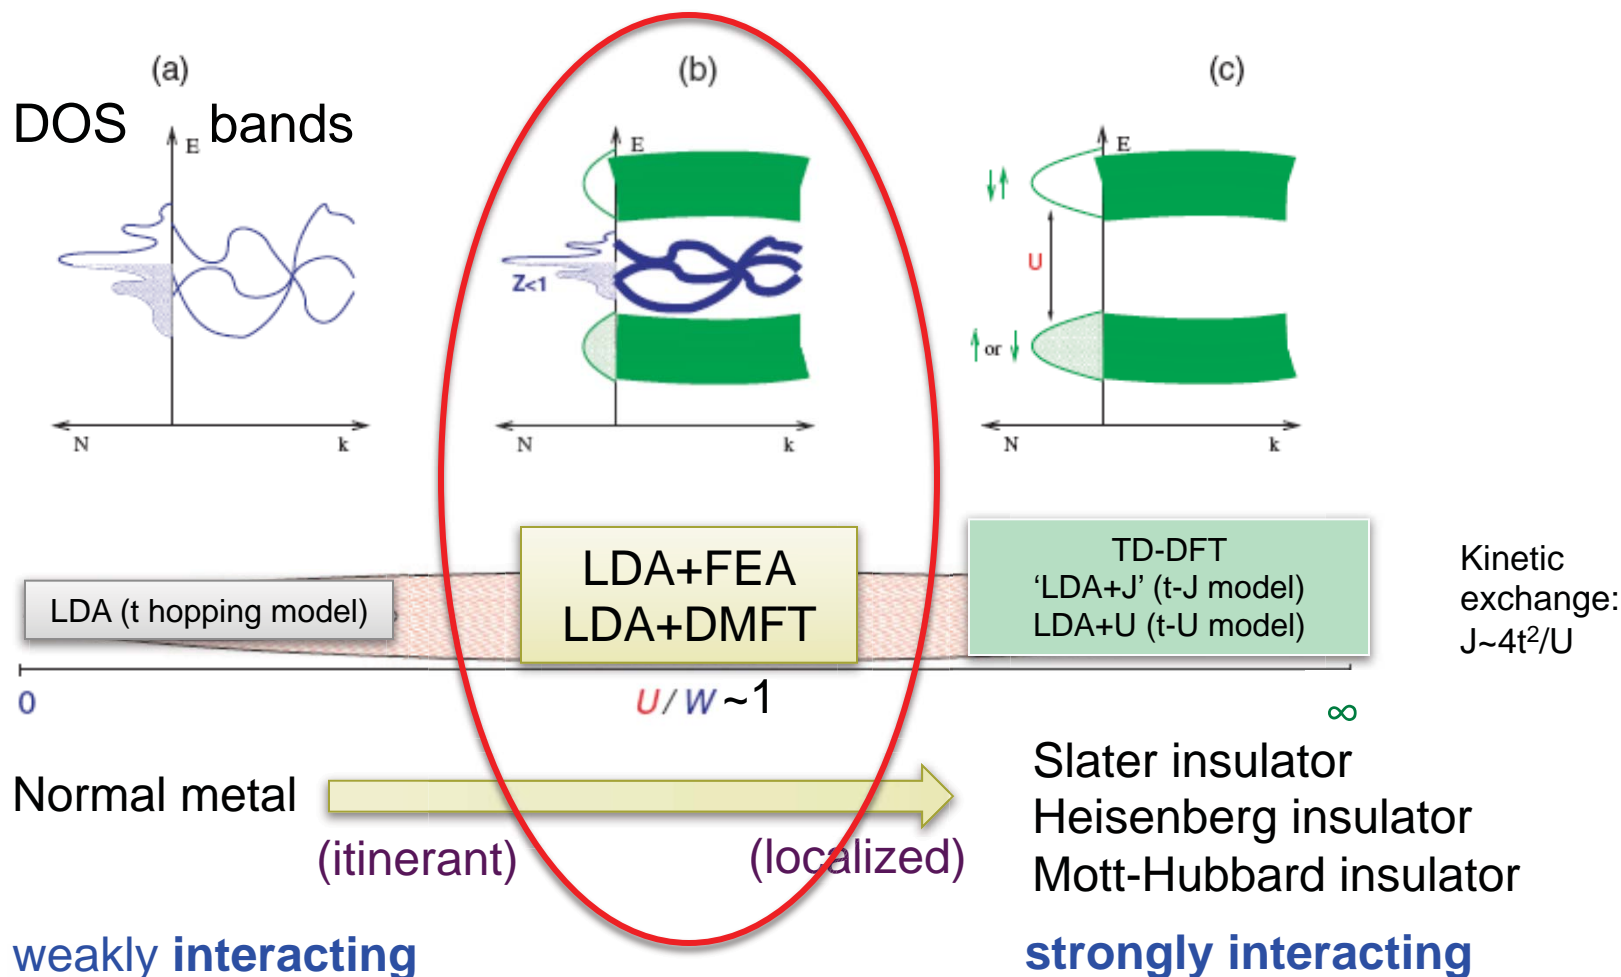 (a)
(b)
(c)
DOS bands
E
E
E
Z<1
U
↓↑
↑ or ↓
N k
N k
N k
LDA (t hopping model)
LDA+FEA
LDA+DMFT
TD-DFT
‘LDA+J’ (t-J model)
LDA+U (t-U model)
Kinetic
exchange:
J~4t²/U
0
U/W ~1
∞
Normal metal
(itinerant)
(localized)
Slater insulator
Heisenberg insulator
Mott-Hubbard insulator
weakly interacting
strongly interacting